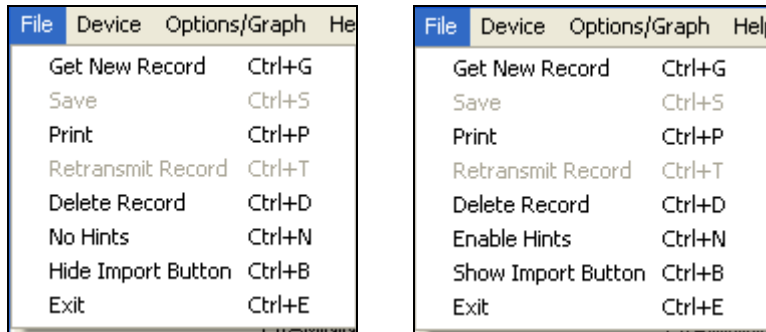 File Device Options/Graph He
Get New Record Ctrl+G
Save Ctrl+S
Print Ctrl+P
Retransmit Record Ctrl+T
Delete Record Ctrl+D
No Hints Ctrl+N
Hide Import Button Ctrl+B
Exit Ctrl+E
File Device Options/Graph Help
Get New Record Ctrl+G
Save Ctrl+S
Print Ctrl+P
Retransmit Record Ctrl+T
Delete Record Ctrl+D
Enable Hints Ctrl+N
Show Import Button Ctrl+B
Exit Ctrl+E